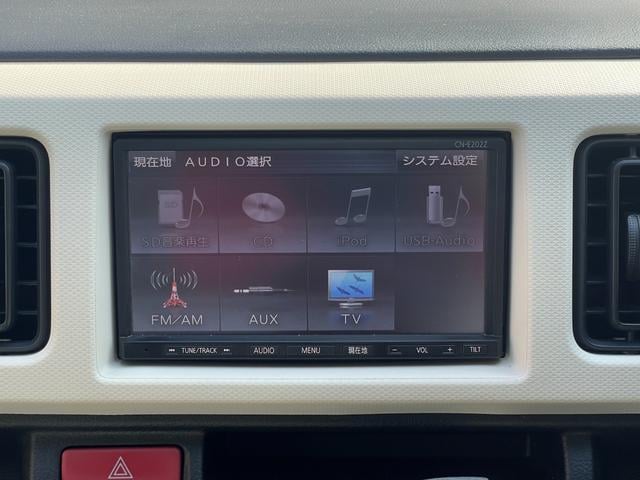 CN-E202Z
現在地 AUDIO選択 システム設定
SD
SD音楽再生 CD iPod USB-Audio
FM/AM AUX TV
TUNE/TRACK AUDIO MENU 現在地 − VOL + TILT